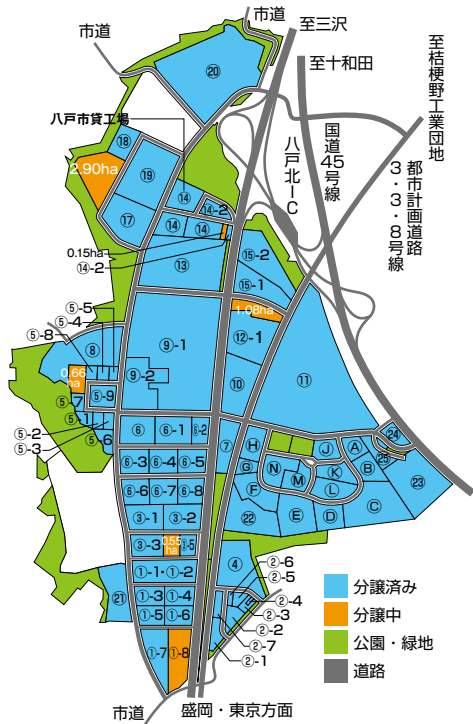 市道
至三沢
市道
至十和田
⑳
至桔梗野工業団地
八戸市貸工場
国道45号線
八戸北IC
都市計画道路
3・3・8号線
⑱
2.90ha
⑲
⑭
⑭-2
⑰
⑭
⑭
0.15ha
⑭-2
⑬
⑮-2
⑮-1
1.08ha
⑤-5
⑤-4
⑤-8
⑧
⑨-1
⑫-1
⑨-2
⑩
⑪
0.66
ha
⑤-7
⑤-9
⑤-1
⑤-2
⑤-3
⑤-6
⑥
⑥-1
⑥-2
⑦
H
J
A
㉔
⑥-3
⑥-4
⑥-5
G
N
K
B
㉕
㉓
M
⑥-6
⑥-7
⑥-8
F
L
③-1
③-2
㉒
E
D
C
③-3
0.55
ha
③-5
④
①-1・①-2
②-6
②-5
②-4
㉑
①-3
①-4
②-3
①-5
①-6
②-2
②-7
②-1
①-7
①-8
分譲済み
分譲中
公園・緑地
道路
市道
盛岡・東京方面